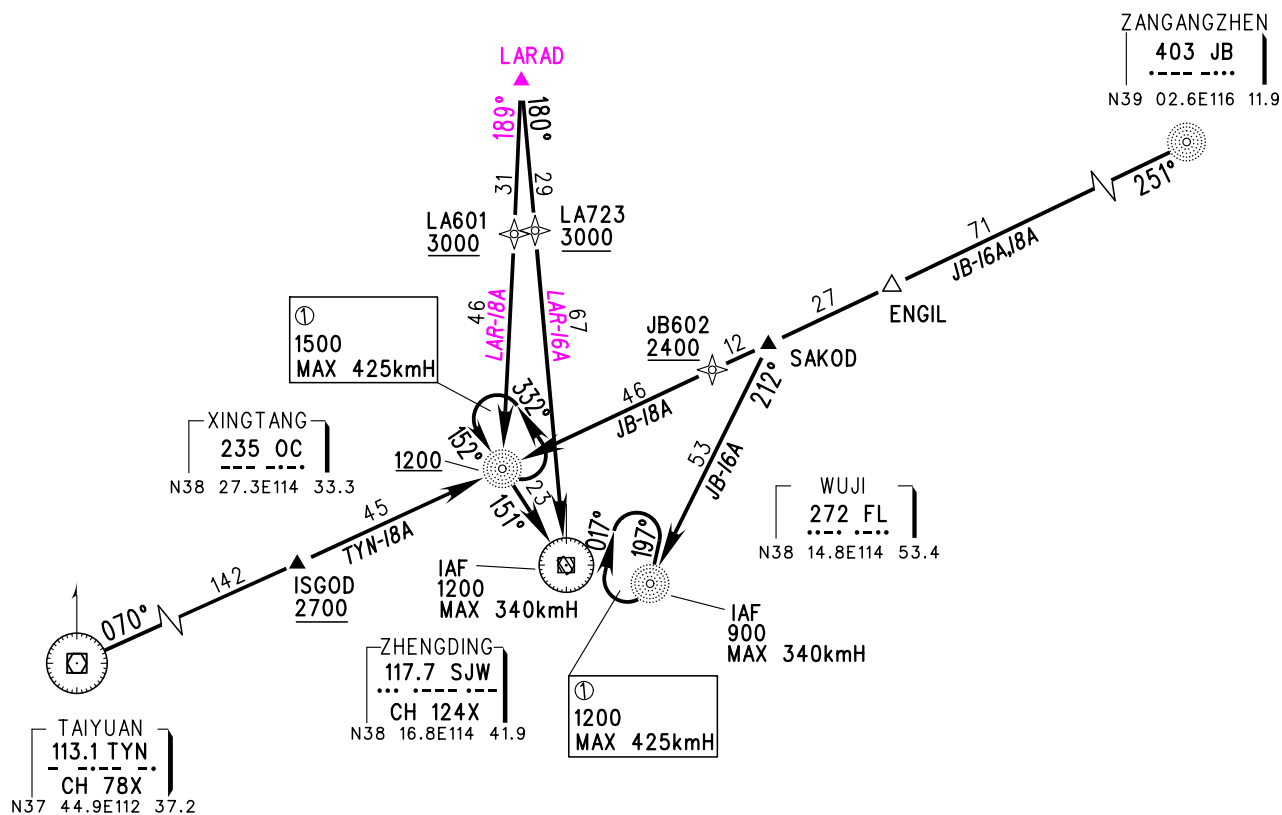 ZANGANGZHEN
403 JB
N39 02.6E116 11.9
251°
71
JB-16A,18A
ENGIL
27
SAKOD
12
JB602
2400
46
JB-18A
212°
53
JB-16A
LARAD
189°
180°
31
29
LA601
3000
LA723
3000
46
LAR-18A
67
LAR-16A
①
1500
MAX 425kmH
332°
152°
XINGTANG
235 OC
N38 27.3E114 33.3
1200
23
151°
45
TYN-18A
ISGOD
2700
142
070°
TAIYUAN
113.1 TYN
CH 78X
N37 44.9E112 37.2
IAF
1200
MAX 340kmH
ZHENGDING
117.7 SJW
CH 124X
N38 16.8E114 41.9
017°
197°
WUJI
272 FL
N38 14.8E114 53.4
IAF
900
MAX 340kmH
①
1200
MAX 425kmH